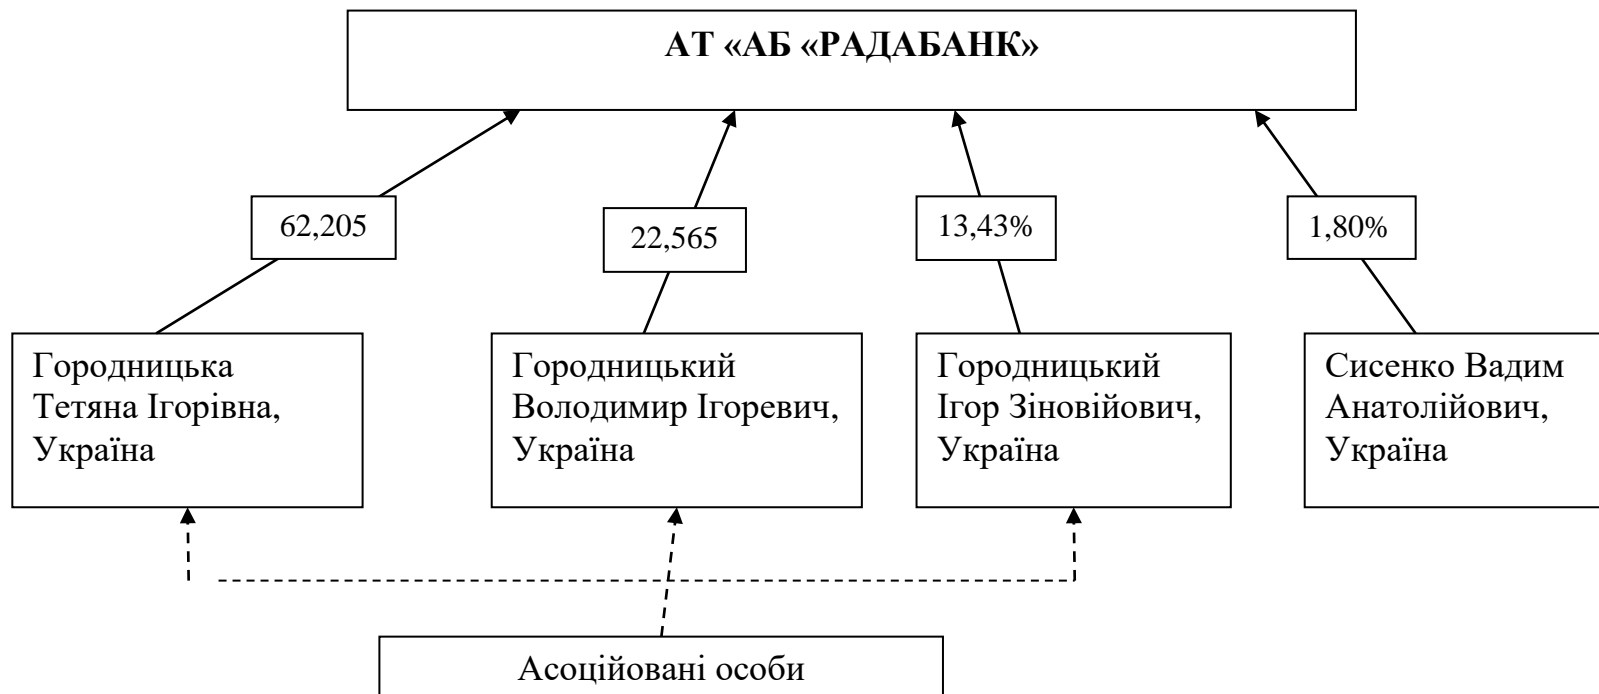 АТ «АБ «РАДАБАНК»
62,205
22,565
13,43%
1,80%
Городницька
Тетяна Ігорівна,
Україна
Городницький
Володимир Ігоревич,
Україна
Городницький
Ігор Зіновійович,
Україна
Сисенко Вадим
Анатолійович,
Україна
Асоційовані особи